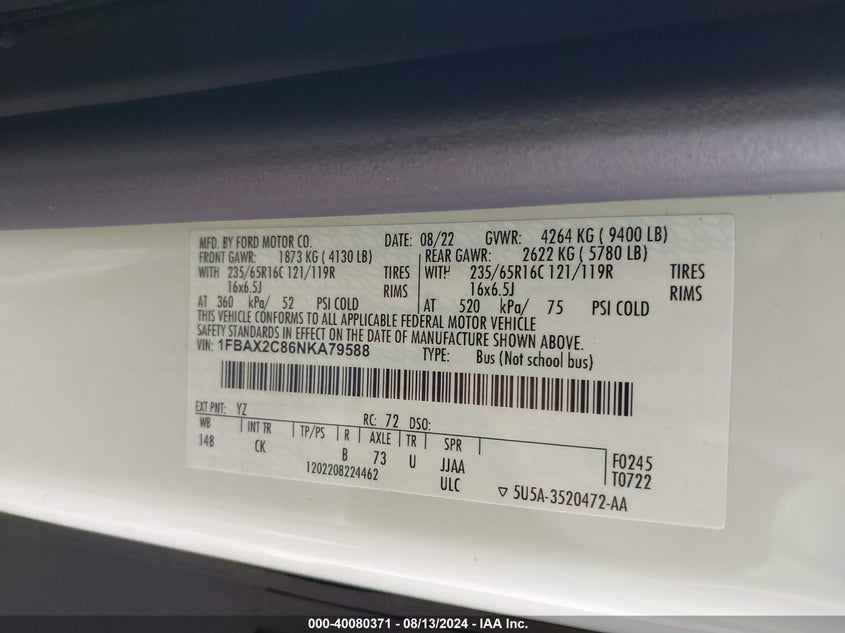 MFD. BY FORD MOTOR CO. DATE: 08/22 GVWR: 4264 KG ( 9400 LB)
FRONT GAWR: 1873 KG ( 4130 LB) REAR GAWR: 2622 KG ( 5780 LB)
WITH 235/65R16C 121/119R TIRES WITH 235/65R16C 121/119R TIRES
16x6.5J RIMS 16x6.5J RIMS
AT 360 kPa/ 52 PSI COLD AT 520 kPa/ 75 PSI COLD
THIS VEHICLE CONFORMS TO ALL APPLICABLE FEDERAL MOTOR VEHICLE
SAFETY STANDARDS IN EFFECT ON THE DATE OF MANUFACTURE SHOWN ABOVE.
VIN: 1FBAX2C86NKA79588 TYPE: Bus (Not school bus)
EXT PNT: YZ RC: 72 DSO:
WB INT TR TP/PS R AXLE TR SPR
148 CK B 73 U JJAA F0245
1202208224462 ULC T0722
▽ 5U5A-3520472-AA
000-40080371 - 08/13/2024 - IAA Inc.